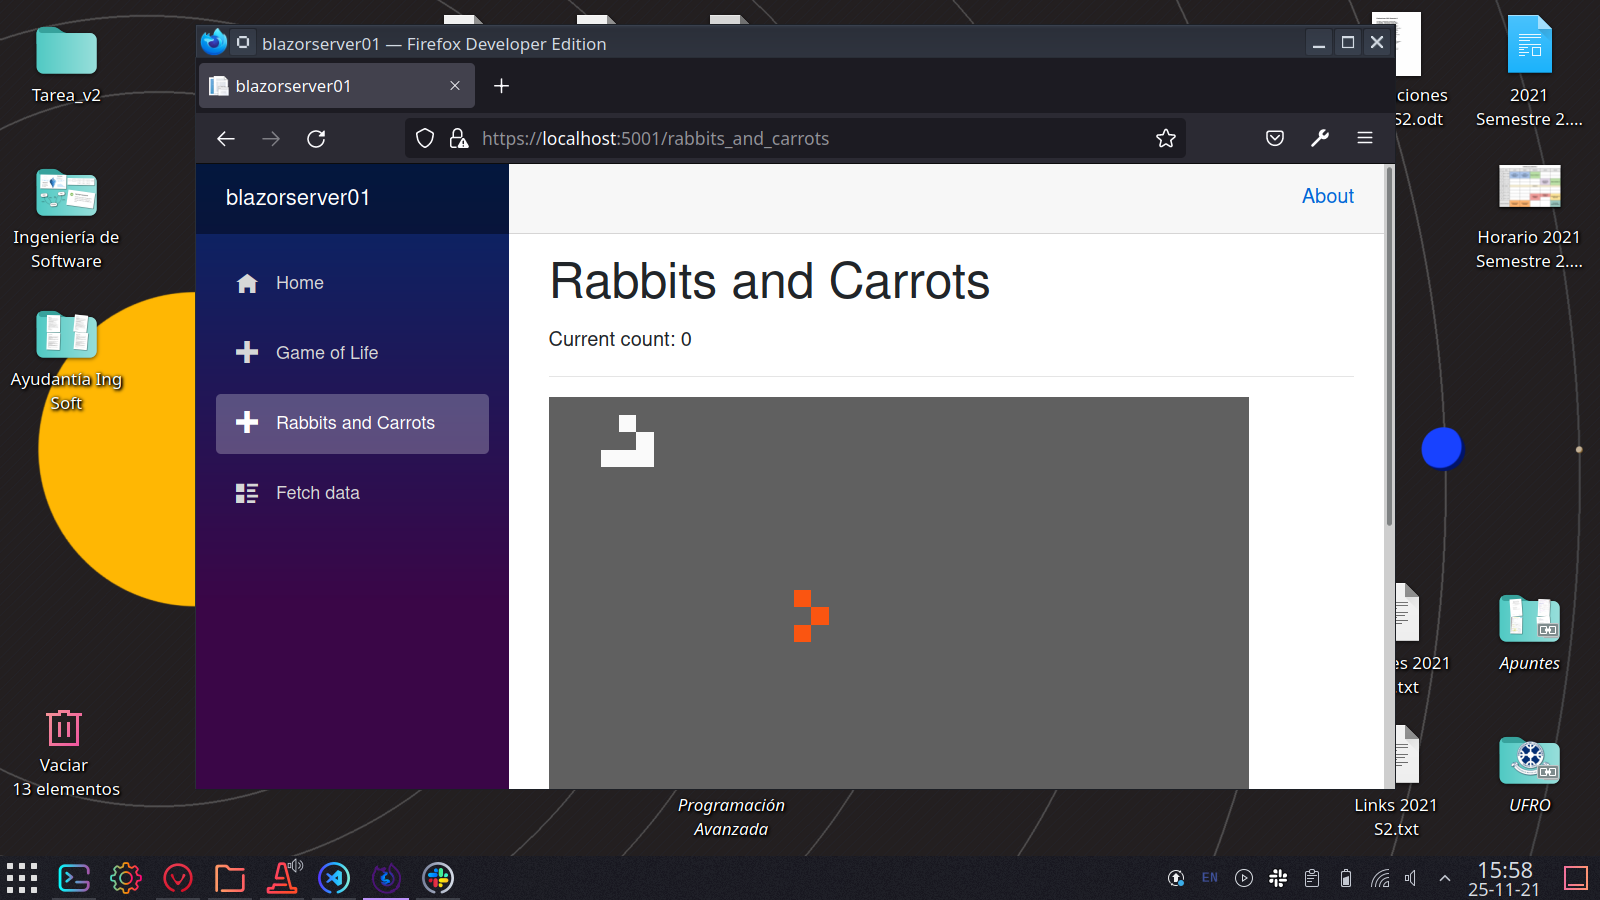 Tarea_v2
Ingeniería de
Software
Ayudantía Ing
Soft
Vaciar
13 elementos
blazorserver01 — Firefox Developer Edition
blazorserver01
https://localhost:5001/rabbits_and_carrots
blazorserver01
Home
Game of Life
Rabbits and Carrots
Fetch data
About
Rabbits and Carrots
Current count: 0
Programación
Avanzada
ciones
S2.odt
2021
Semestre 2....
Horario 2021
Semestre 2....
es 2021
.txt
Apuntes
Links 2021
S2.txt
UFRO
EN
15:58
25-11-21